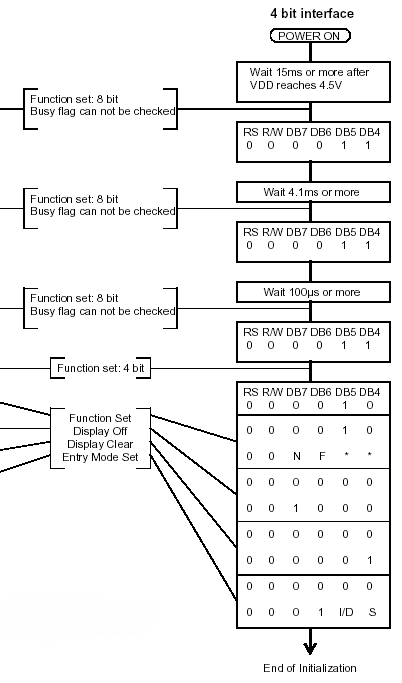 4 bit interface
POWER ON
Wait 15ms or more after
VDD reaches 4.5V
Function set: 8 bit
Busy flag can not be checked
RS R/W DB7 DB6 DB5 DB4
0 0 0 0 1 1
Wait 4.1ms or more
Function set: 8 bit
Busy flag can not be checked
RS R/W DB7 DB6 DB5 DB4
0 0 0 0 1 1
Wait 100µs or more
Function set: 8 bit
Busy flag can not be checked
RS R/W DB7 DB6 DB5 DB4
0 0 0 0 1 1
Function set: 4 bit
RS R/W DB7 DB6 DB5 DB4
0 0 0 0 1 0
Function Set
Display Off
Display Clear
Entry Mode Set
0 0 0 0 1 0
0 0 N F * *
0 0 0 0 0 0
0 0 1 0 0 0
0 0 0 0 0 0
0 0 0 0 0 1
0 0 0 0 0 0
0 0 0 1 I/D S
End of Initialization